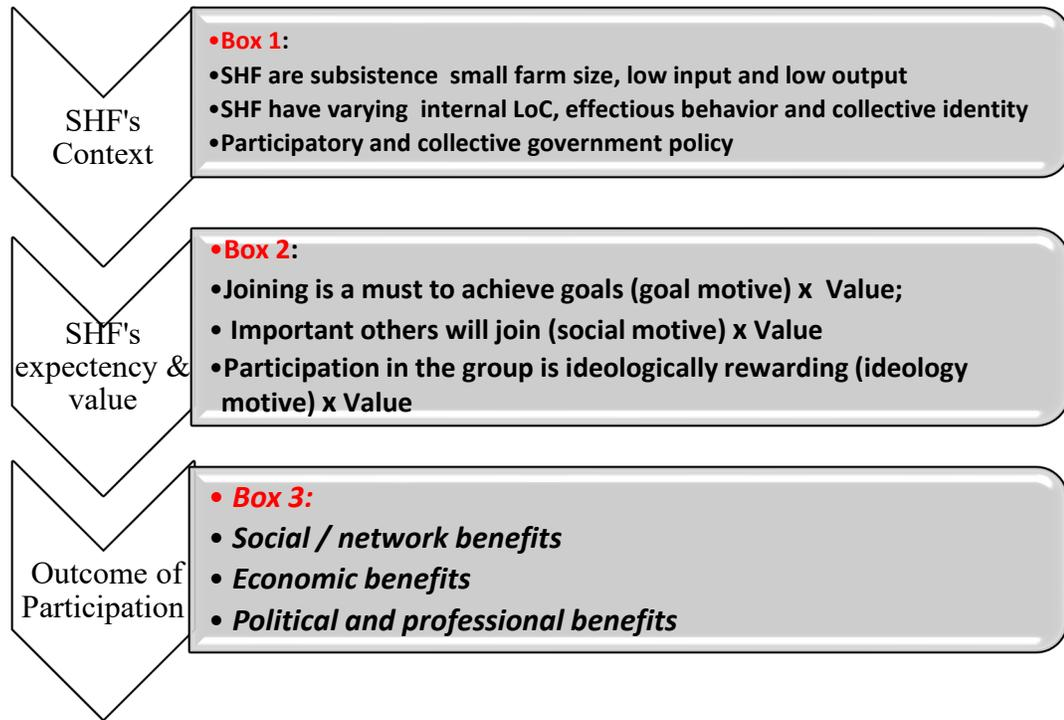 SHF's
Context
•Box 1:
•SHF are subsistence small farm size, low input and low output
•SHF have varying internal LoC, effectious behavior and collective identity
•Participatory and collective government policy
SHF's
expectency &
value
•Box 2:
•Joining is a must to achieve goals (goal motive) x Value;
• Important others will join (social motive) x Value
•Participation in the group is ideologically rewarding (ideology
motive) x Value
Outcome of
Participation
• Box 3:
• Social / network benefits
• Economic benefits
• Political and professional benefits